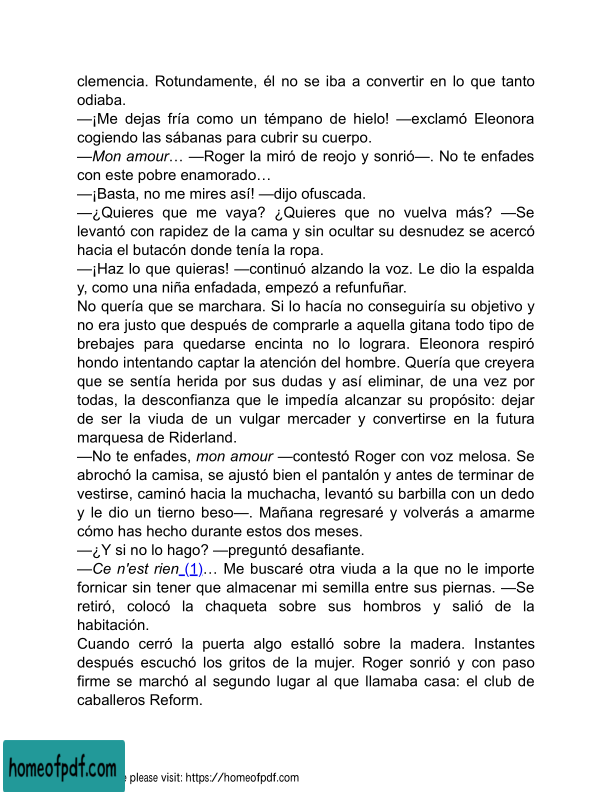 clemencia. Rotundamente, él no se iba a convertir en lo que tanto
odiaba.
—¡Me dejas fría como un témpano de hielo! —exclamó Eleonora
cogiendo las sábanas para cubrir su cuerpo.
—Mon amour… —Roger la miró de reojo y sonrió—. No te enfades
con este pobre enamorado…
—¡Basta, no me mires así! —dijo ofuscada.
—¿Quieres que me vaya? ¿Quieres que no vuelva más? —Se
levantó con rapidez de la cama y sin ocultar su desnudez se acercó
hacia el butacón donde tenía la ropa.
—¡Haz lo que quieras! —continuó alzando la voz. Le dio la espalda
y, como una niña enfadada, empezó a refunfuñar.
No quería que se marchara. Si lo hacía no conseguiría su objetivo y
no era justo que después de comprarle a aquella gitana todo tipo de
brebajes para quedarse encinta no lo lograra. Eleonora respiró
hondo intentando captar la atención del hombre. Quería que creyera
que se sentía herida por sus dudas y así eliminar, de una vez por
todas, la desconfianza que le impedía alcanzar su propósito: dejar
de ser la viuda de un vulgar mercader y convertirse en la futura
marquesa de Riderland.
—No te enfades, mon amour —contestó Roger con voz melosa. Se
abrochó la camisa, se ajustó bien el pantalón y antes de terminar de
vestirse, caminó hacia la muchacha, levantó su barbilla con un dedo
y le dio un tierno beso—. Mañana regresaré y volverás a amarme
cómo has hecho durante estos dos meses.
—¿Y si no lo hago? —preguntó desafiante.
—Ce n'est rien (1)… Me buscaré otra viuda a la que no le importe
fornicar sin tener que almacenar mi semilla entre sus piernas. —Se
retiró, colocó la chaqueta sobre sus hombros y salió de la
habitación.
Cuando cerró la puerta algo estalló sobre la madera. Instantes
después escuchó los gritos de la mujer. Roger sonrió y con paso
firme se marchó al segundo lugar al que llamaba casa: el club de
caballeros Reform.
homeofpdf.com
e please visit: https://homeofpdf.com